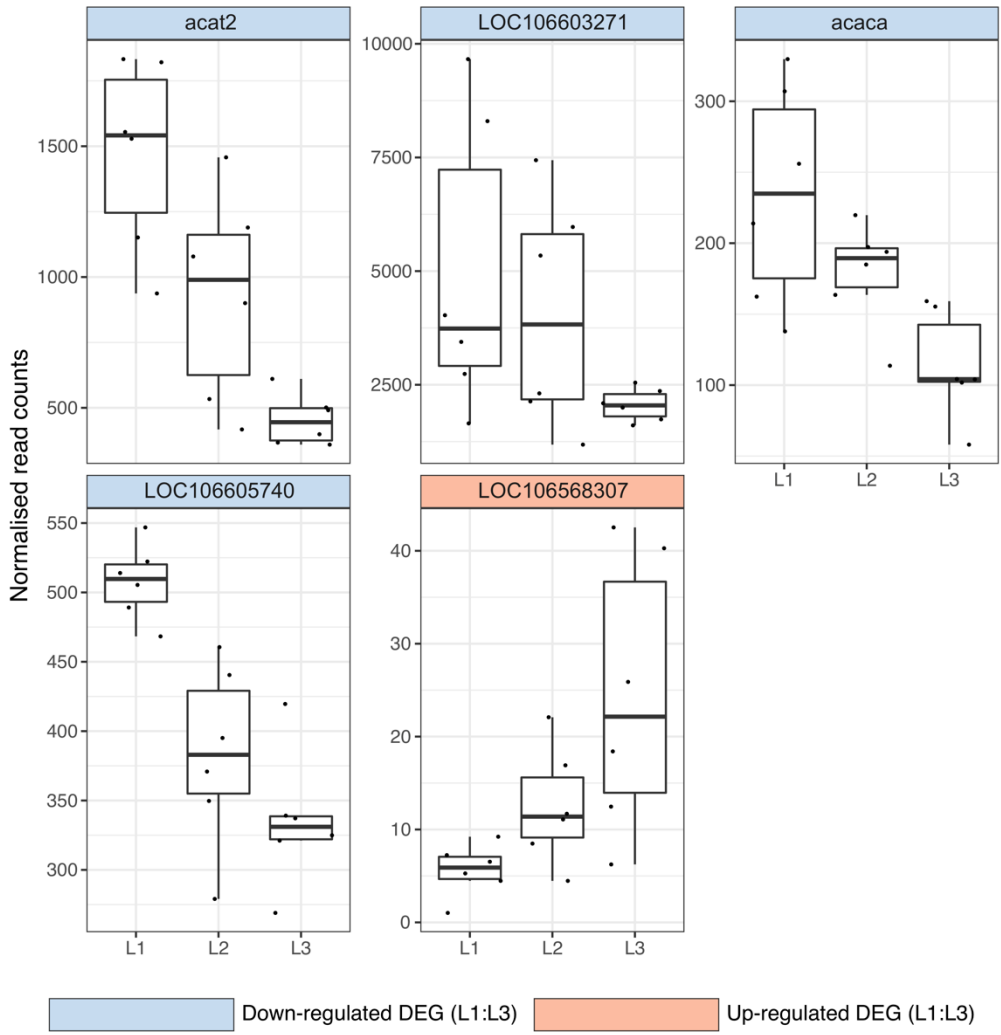 acat2
LOC106603271
acaca
Normalised read counts
1500
1000
500
10000
7500
5000
2500
300
200
100
L1 L2 L3
LOC106605740
LOC106568307
550
500
450
400
350
300
40
30
20
10
0
L1 L2 L3
L1 L2 L3
Down-regulated DEG (L1:L3)
Up-regulated DEG (L1:L3)